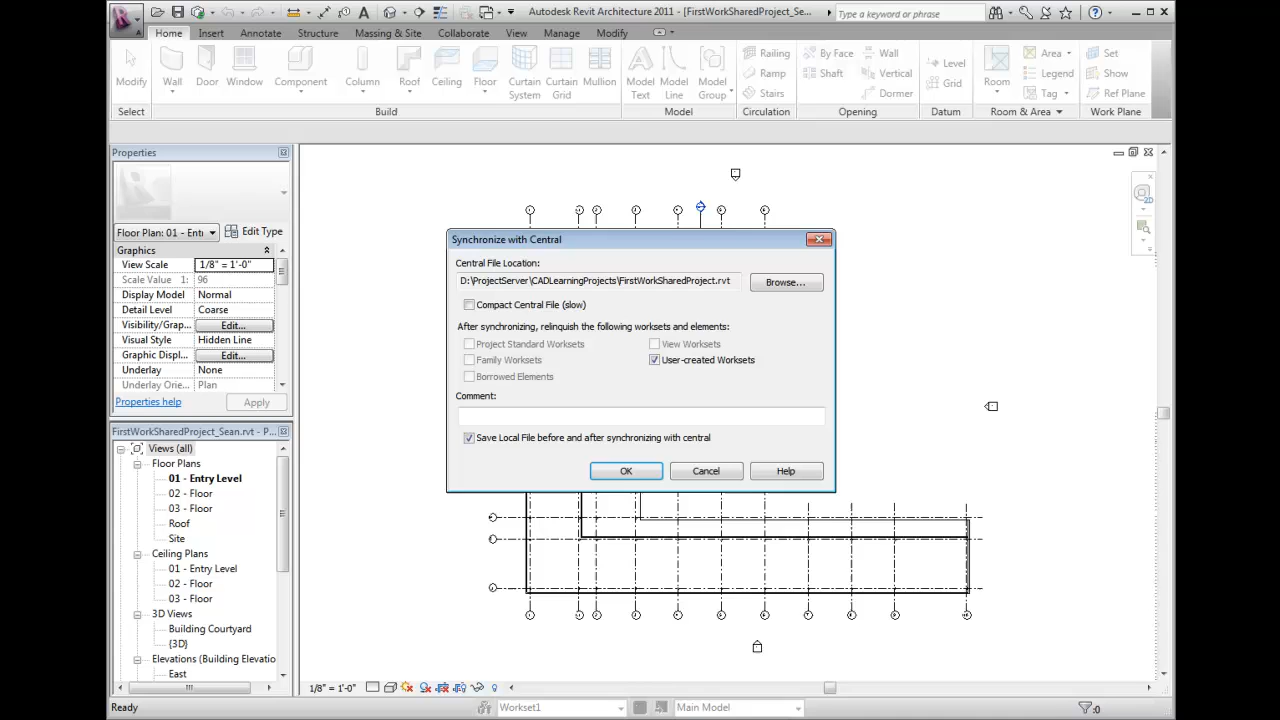 Autodesk Revit Architecture 2011 - [FirstWorkSharedProject_Se...
Type a keyword or phrase
Home Insert Annotate Structure Massing & Site Collaborate View Manage Modify
Modify Wall Door Window Component Column Roof Ceiling Floor Curtain System Curtain Grid Mullion Model Text Model Line Model Group
Railing By Face Wall Level Room Area Set
Ramp Shaft Vertical Grid Legend Show
Stairs Dormer Tag Ref Plane
Select Build Model Circulation Opening Datum Room & Area Work Plane
Properties
Floor Plan: 01 - Entr Edit Type
Graphics
View Scale 1/8" = 1'-0"
Scale Value 1: 96
Display Model Normal
Detail Level Coarse
Visibility/Grap... Edit...
Visual Style Hidden Line
Graphic Displ... Edit...
Underlay None
Underlay Orie... Plan
Properties help Apply
FirstWorkSharedProject_Sean.rvt - P...
Views (all)
Floor Plans
01 - Entry Level
02 - Floor
03 - Floor
Roof
Site
Ceiling Plans
01 - Entry Level
02 - Floor
03 - Floor
3D Views
Building Courtyard
{3D}
Elevations (Building Elevatio
East
Synchronize with Central
Central File Location:
D:\ProjectServer\CADLearningProjects\FirstWorkSharedProject.rvt Browse...
Compact Central File (slow)
After synchronizing, relinquish the following worksets and elements:
Project Standard Worksets View Worksets
Family Worksets User-created Worksets
Borrowed Elements
Comment:
Save Local File before and after synchronizing with central
OK Cancel Help
2D
1/8" = 1'-0"
Ready Workset1 Main Model :0